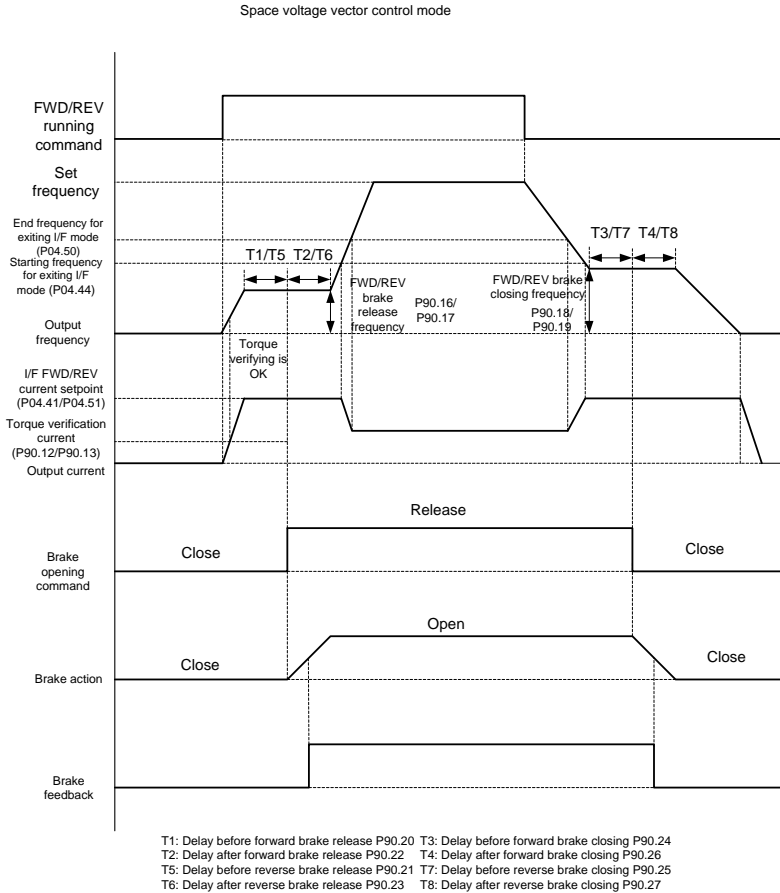 Space voltage vector control mode
FWD/REV
running
command
Set
frequency
End frequency for
exiting I/F mode
(P04.50)
Starting frequency
for exiting I/F
mode (P04.44)
T1/T5
T2/T6
T3/T7
T4/T8
FWD/REV
brake
release
frequency
P90.16/
P90.17
FWD/REV brake
closing frequency
P90.18/
P90.19
Output
frequency
Torque
verifying is
OK
I/F FWD/REV
current setpoint
(P04.41/P04.51)
Torque verification
current
(P90.12/P90.13)
Output current
Release
Close
Close
Brake
opening
command
Open
Close
Close
Brake action
Brake
feedback
T1: Delay before forward brake release P90.20 T3: Delay before forward brake closing P90.24
T2: Delay after forward brake release P90.22 T4: Delay after forward brake closing P90.26
T5: Delay before reverse brake release P90.21 T7: Delay before reverse brake closing P90.25
T6: Delay after reverse brake release P90.23 T8: Delay after reverse brake closing P90.27